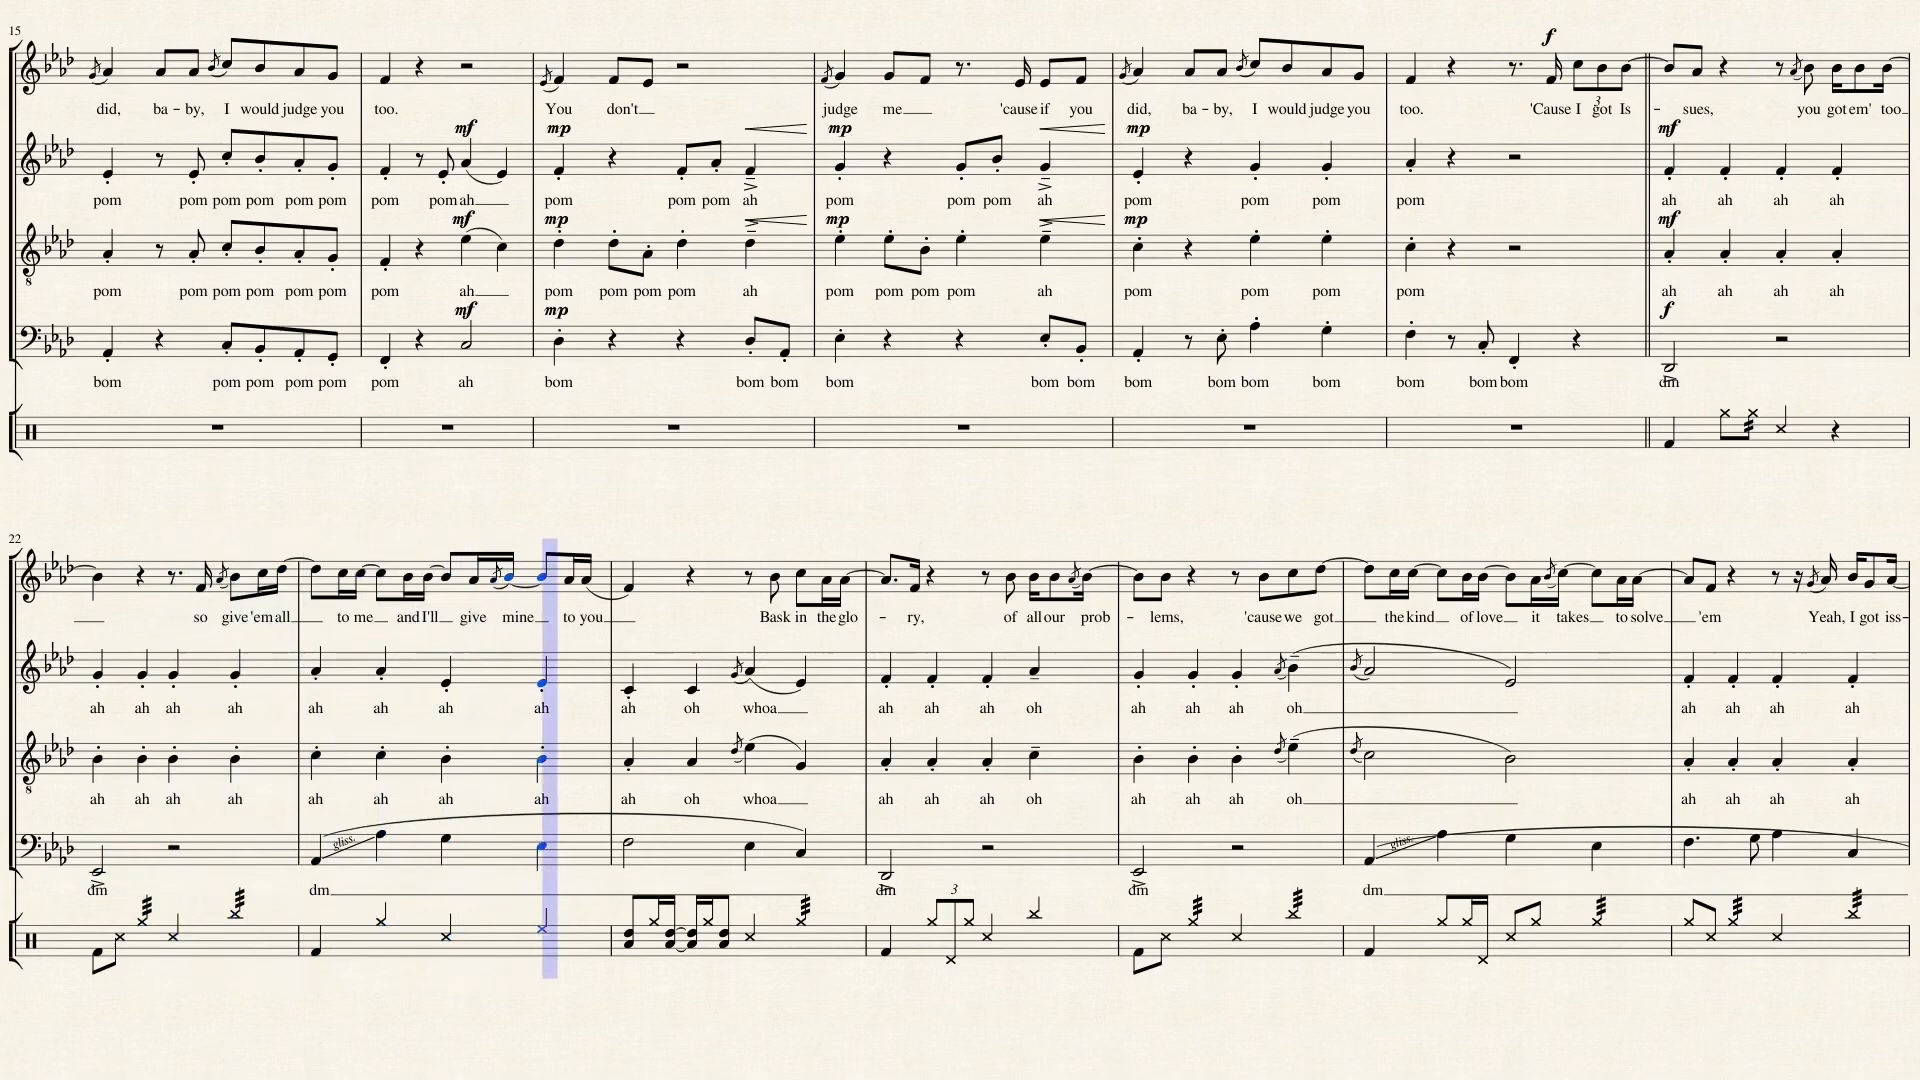 15
f
did, ba - by, I would judge you too. You don't judge me 'cause if you did, ba - by, I would judge you too. 'Cause I got Is - sues, you got em' too
3
mf mp mp mp mf
pom pom pom pom pom pom pom pom ah pom pom pom ah pom pom pom ah pom pom pom pom ah ah ah ah
mf mp mp mp mf
pom pom pom pom pom pom pom ah pom pom pom pom ah pom pom pom pom ah pom pom pom pom ah ah ah ah
8
mf mp f
bom pom pom pom pom pom ah bom bom bom bom bom bom bom bom bom bom bom bom bom dm
22
so give 'em all to me and I'll give mine to you Bask in the glo - ry, of all our prob - lems, 'cause we got the kind of love it takes to solve 'em Yeah, I got iss-
ah ah ah ah ah ah ah ah ah oh whoa ah ah ah oh ah ah ah oh ah ah ah ah
8
ah ah ah ah ah ah ah ah ah oh whoa ah ah ah oh ah ah ah oh ah ah ah ah
gliss. gliss.
dm dm dm dm dm
3